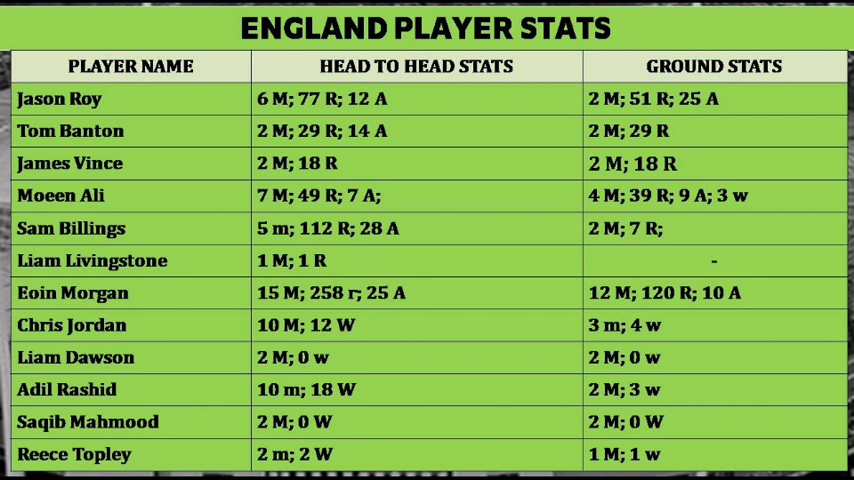 ENGLAND PLAYER STATS
PLAYER NAME HEAD TO HEAD STATS GROUND STATS
Jason Roy 6 M; 77 R; 12 A 2 M; 51 R; 25 A
Tom Banton 2 M; 29 R; 14 A 2 M; 29 R
James Vince 2 M; 18 R 2 M; 18 R
Moeen Ali 7 M; 49 R; 7 A; 4 M; 39 R; 9 A; 3 w
Sam Billings 5 m; 112 R; 28 A 2 M; 7 R;
Liam Livingstone 1 M; 1 R -
Eoin Morgan 15 M; 258 r; 25 A 12 M; 120 R; 10 A
Chris Jordan 10 M; 12 W 3 m; 4 w
Liam Dawson 2 M; 0 w 2 M; 0 w
Adil Rashid 10 m; 18 W 2 M; 3 w
Saqib Mahmood 2 M; 0 W 2 M; 0 W
Reece Topley 2 m; 2 W 1 M; 1 w